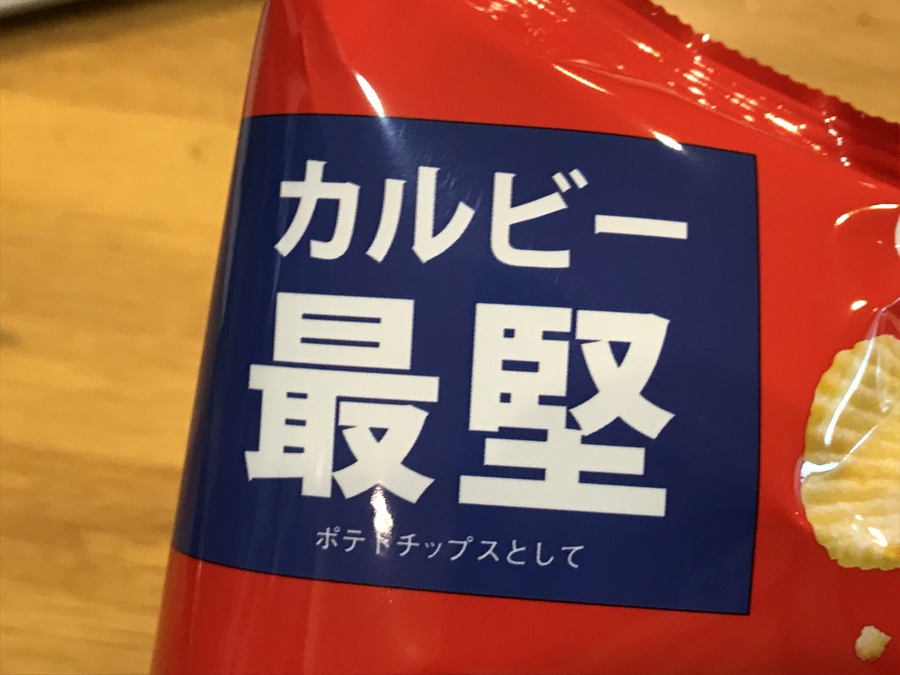 カルビー
最堅
ポテトチップスとして